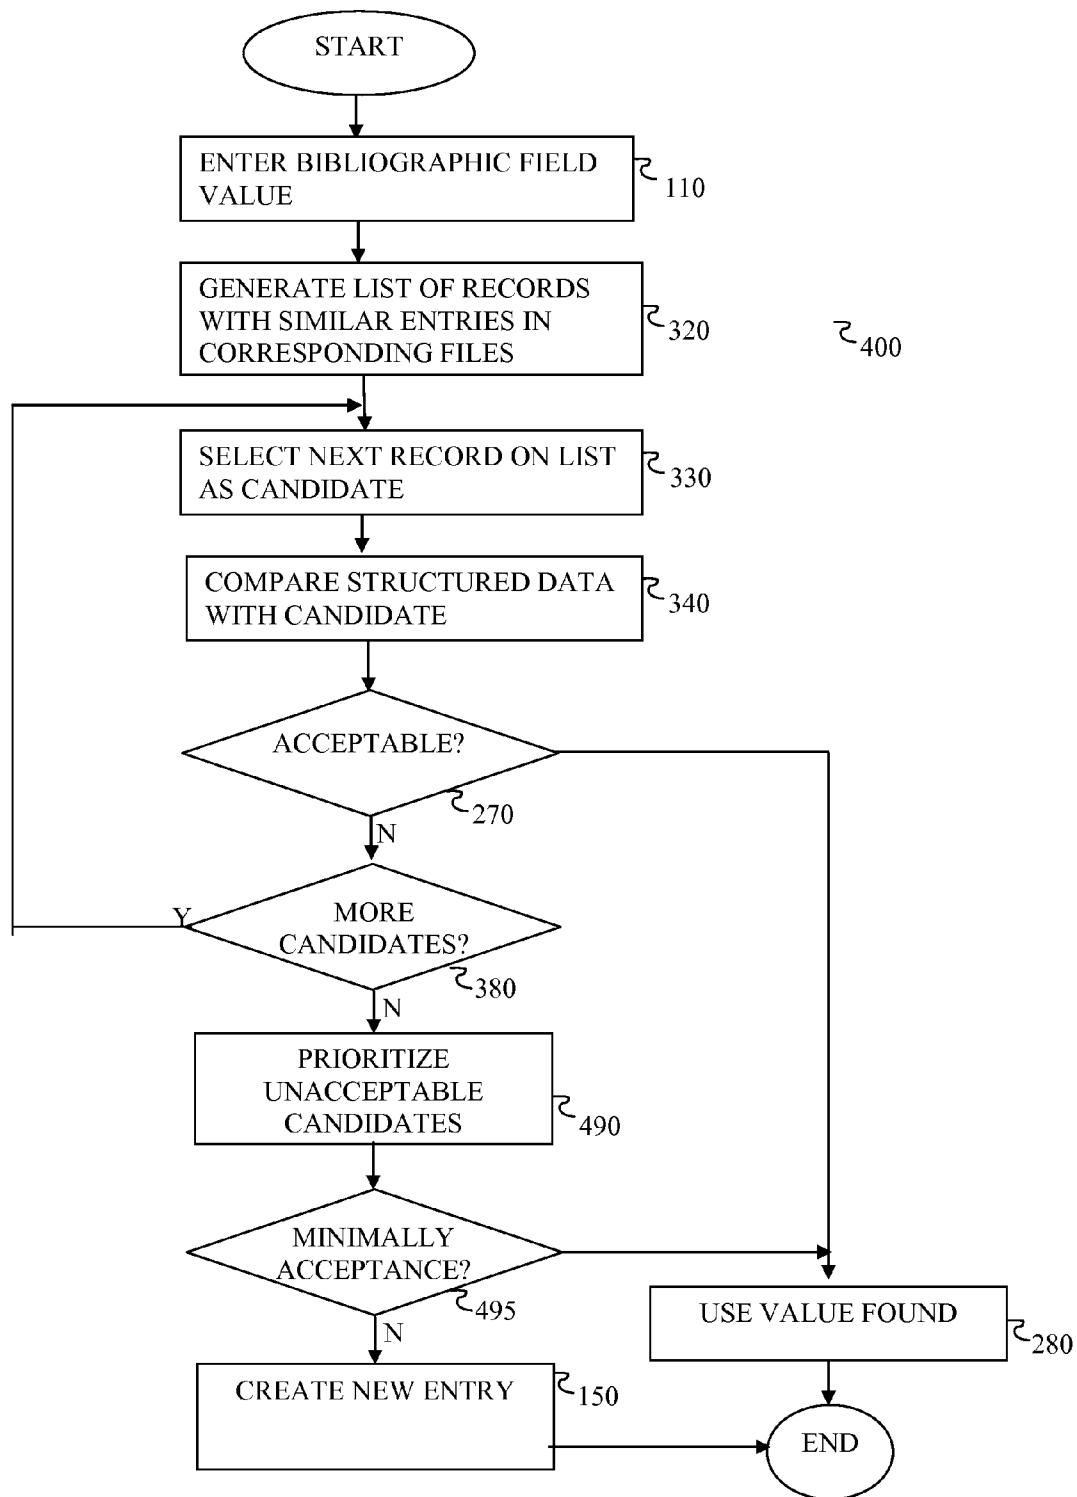 START
ENTER BIBLIOGRAPHIC FIELD
VALUE
110
GENERATE LIST OF RECORDS
WITH SIMILAR ENTRIES IN
CORRESPONDING FILES
320
400
SELECT NEXT RECORD ON LIST
AS CANDIDATE
330
COMPARE STRUCTURED DATA
WITH CANDIDATE
340
ACCEPTABLE?
270
N
Y
MORE
CANDIDATES?
380
N
PRIORITIZE
UNACCEPTABLE
CANDIDATES
490
MINIMALLY
ACCEPTANCE?
495
N
USE VALUE FOUND
280
CREATE NEW ENTRY
150
END